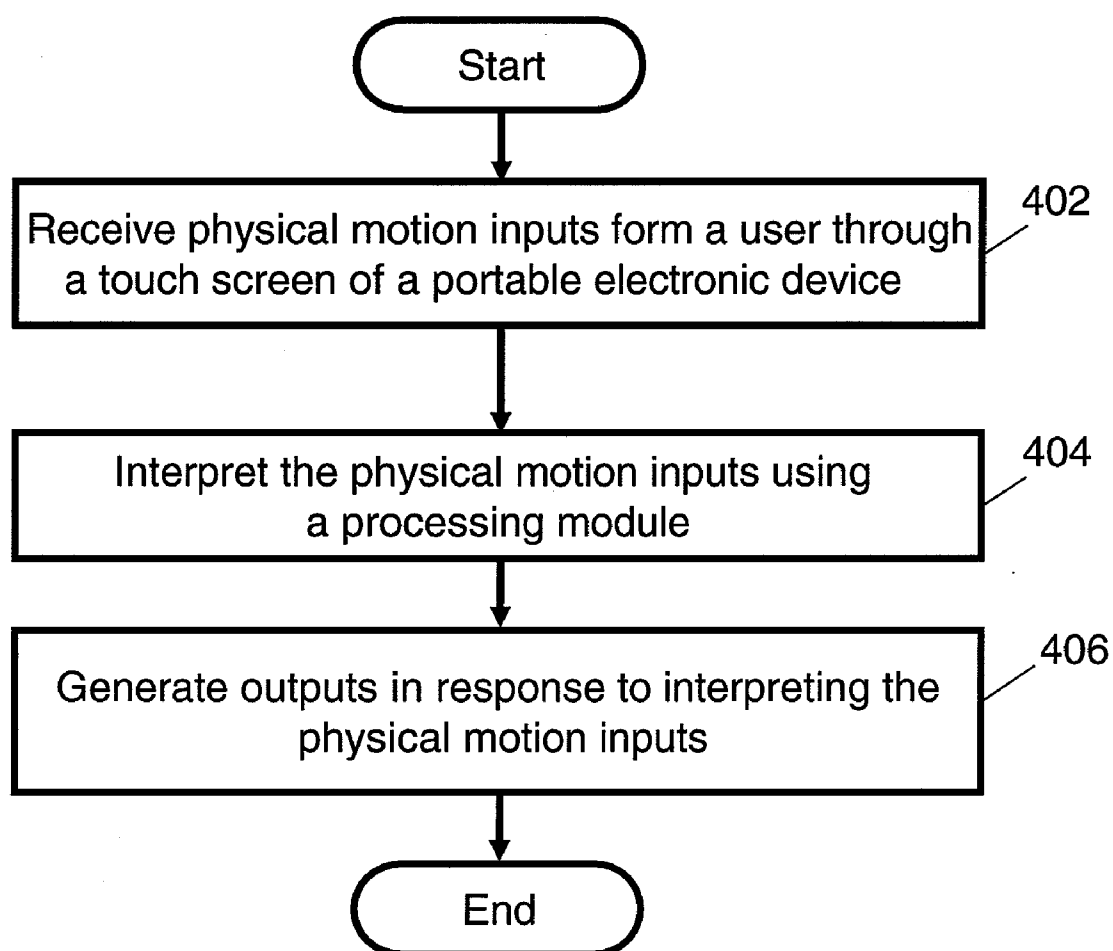 Start
Receive physical motion inputs form a user through
a touch screen of a portable electronic device
402
Interpret the physical motion inputs using
a processing module
404
Generate outputs in response to interpreting the
physical motion inputs
406
End